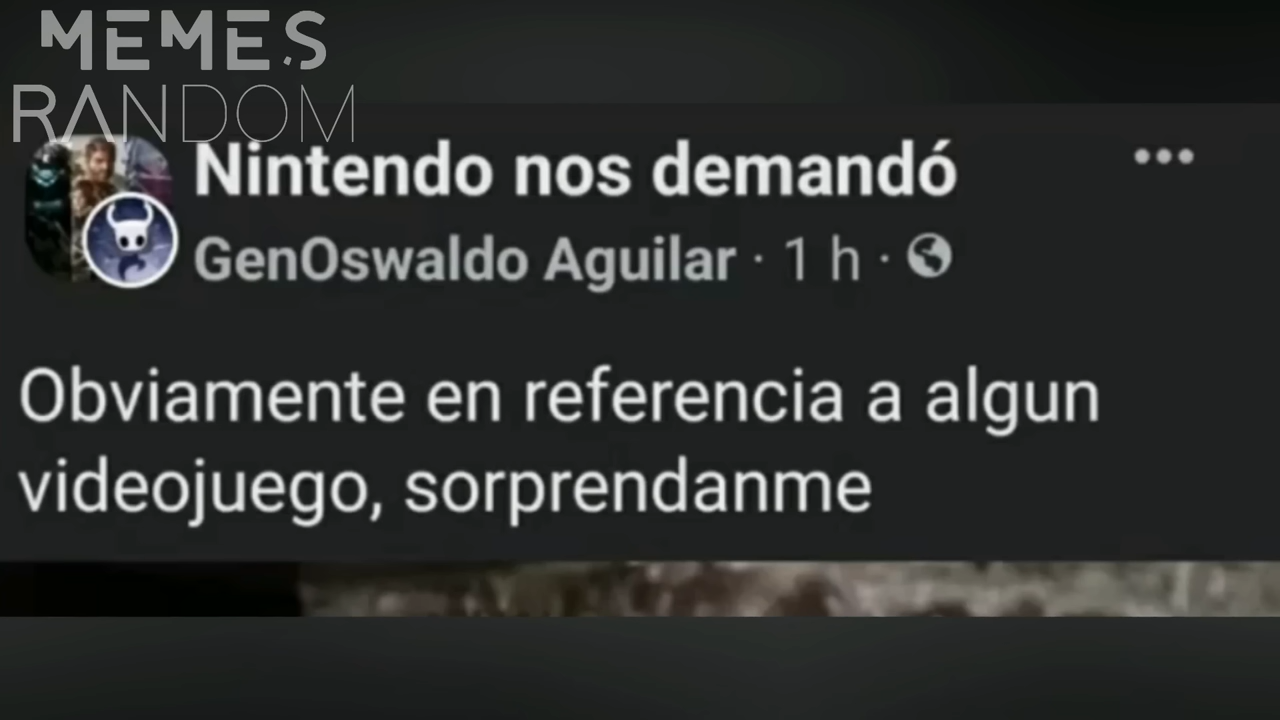 MEMES
RANDOM
Nintendo nos demandó
GenOswaldo Aguilar · 1 h ·
Obviamente en referencia a algun
videojuego, sorprendanme